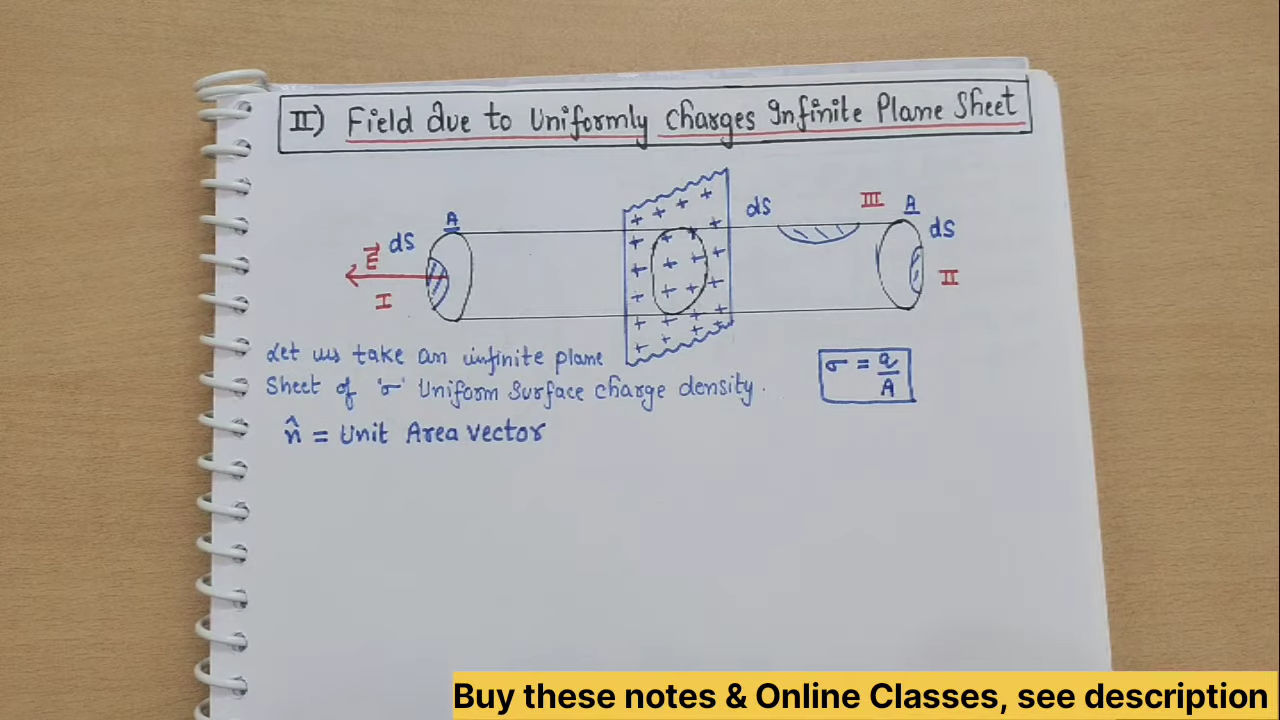 II) Field due to Uniformly Charges Infinite Plane Sheet
A
dS
E⃗
I
+ + + +
+ + + +
+ + + +
+ + + +
+ + + +
+ + +
dS
III
A
dS
II
Let us take an infinite plane
Sheet of 'σ' Uniform Surface charge density.
σ = q/A
n̂ = Unit Area vector
Buy these notes & Online Classes, see description